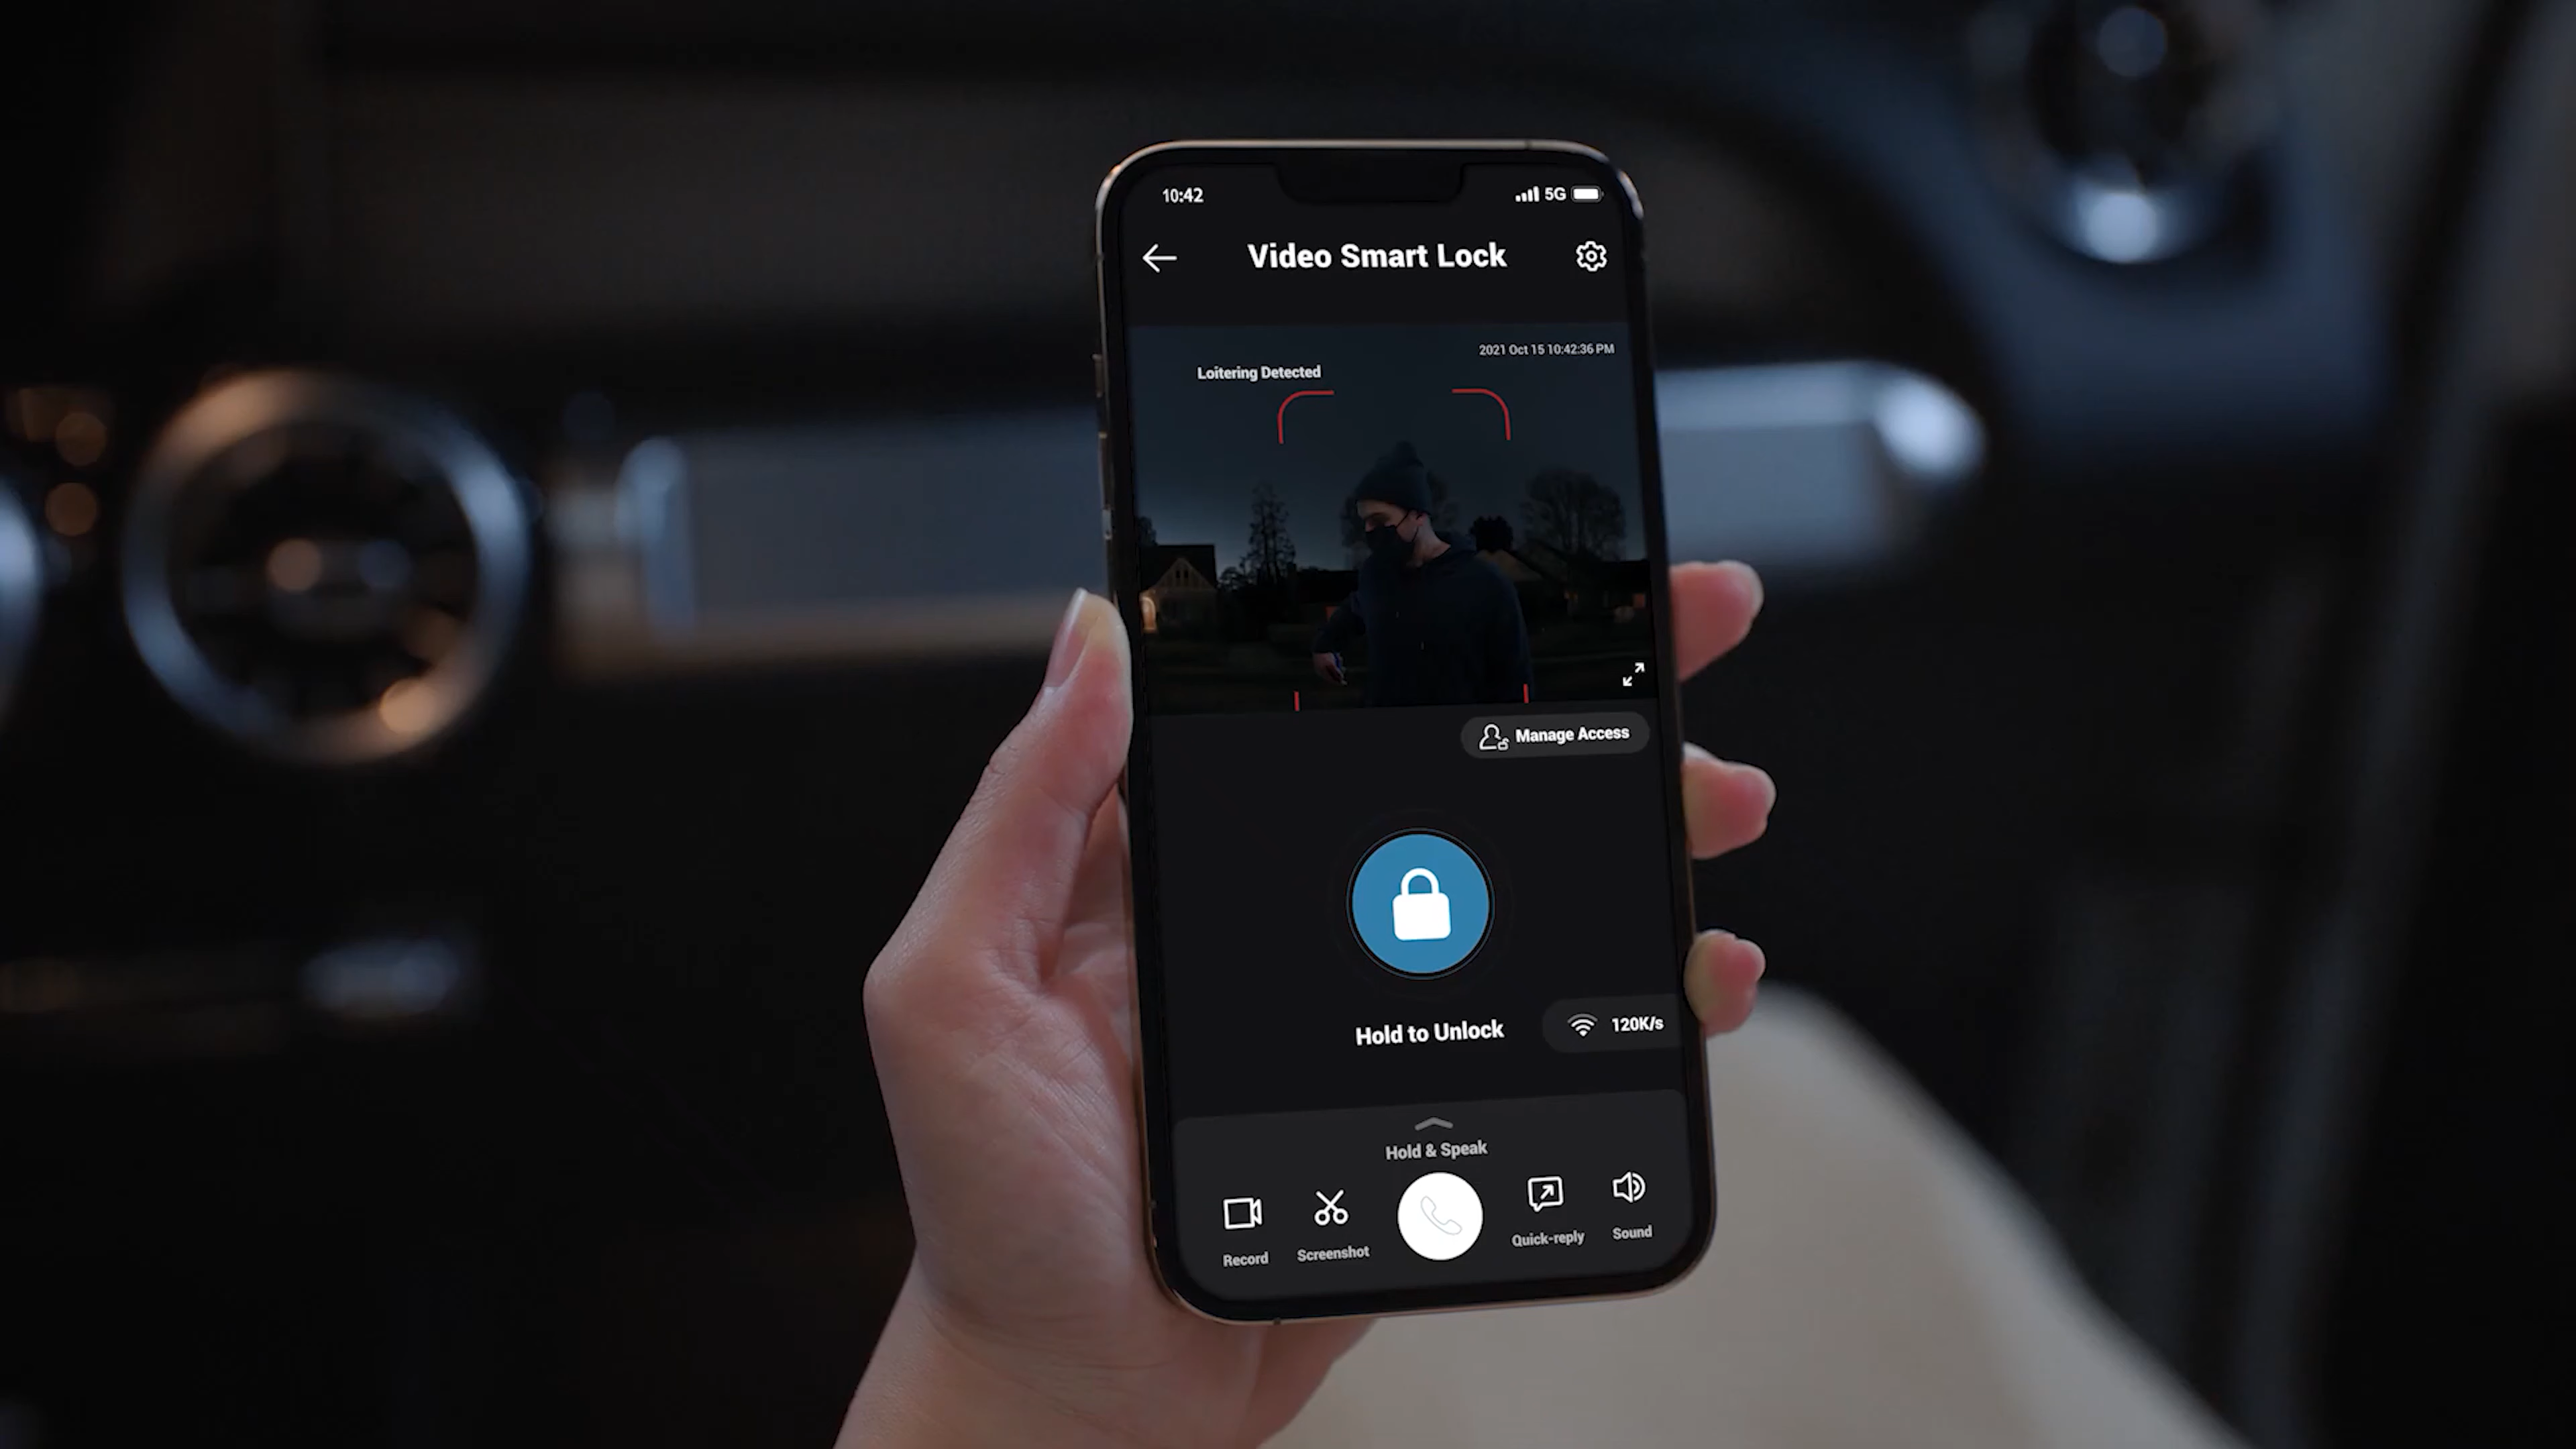 10:42
5G
Video Smart Lock
2021 Oct 15 10:42:36 PM
Loitering Detected
Manage Access
Hold to Unlock
120K/s
Hold & Speak
Record
Screenshot
Quick-reply
Sound